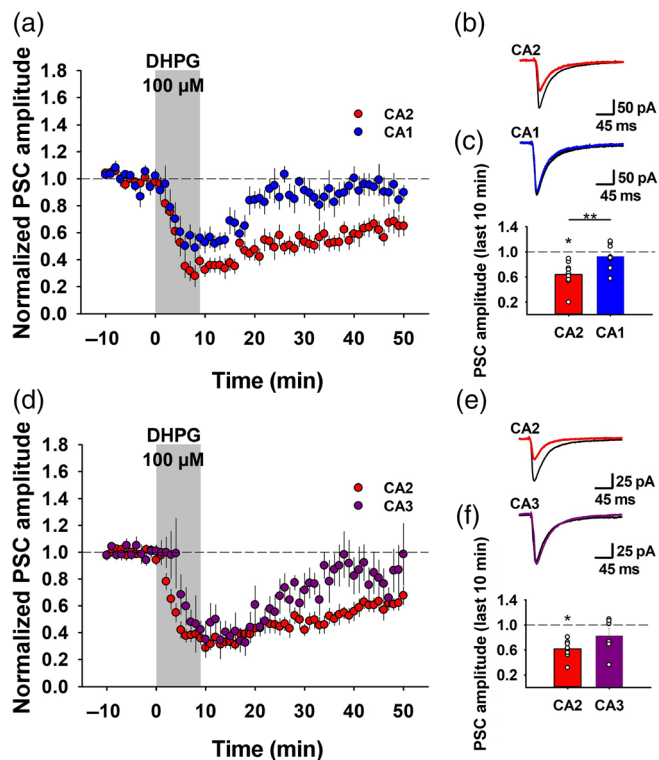 (a)
DHPG
100 µM
Normalized PSC amplitude
1.8
1.6
1.4
1.2
1.0
0.8
0.6
0.4
0.2
0.0
CA2
CA1
–10 0 10 20 30 40 50
Time (min)
(b)
CA2
50 pA
45 ms
(c)
CA1
50 pA
45 ms
PSC amplitude (last 10 min)
1.4
1.0
0.6
0.2
*
**
CA2 CA1
(d)
DHPG
100 µM
Normalized PSC amplitude
1.8
1.6
1.4
1.2
1.0
0.8
0.6
0.4
0.2
0.0
CA2
CA3
–10 0 10 20 30 40 50
Time (min)
(e)
CA2
25 pA
45 ms
(f)
CA3
25 pA
45 ms
PSC amplitude (last 10 min)
1.4
1.0
0.6
0.2
*
CA2 CA3